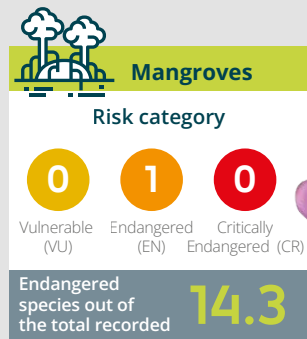 Mangroves
Risk category
0 1 0
Vulnerable Endangered Critically
(VU) (EN) Endangered (CR)
Endangered
species out of
the total recorded
14.3